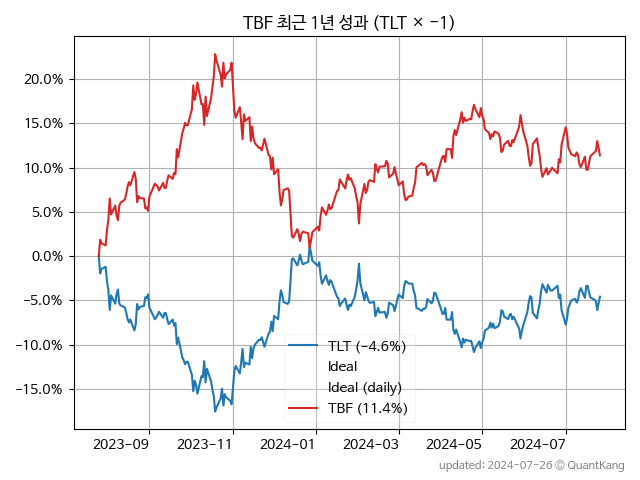 TBF 최근 1년 성과 (TLT × −1)
20.0%
15.0%
10.0%
5.0%
0.0%
−5.0%
−10.0%
−15.0%
TLT (−4.6%)
Ideal
Ideal (daily)
TBF (11.4%)
2023−09
2023−11
2024−01
2024−03
2024−05
2024−07
updated: 2024−07−26 © QuantKang